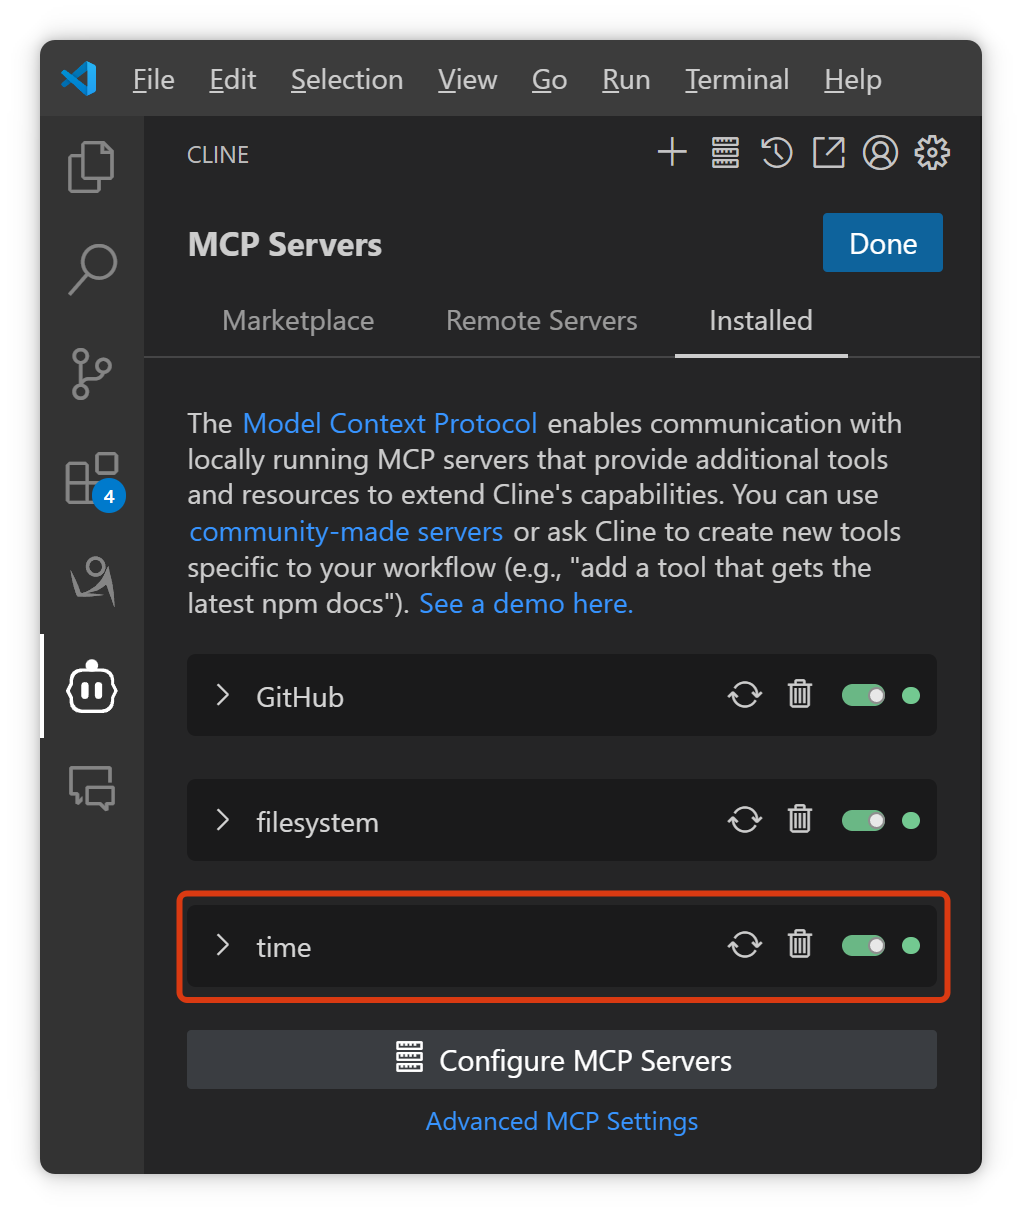 File Edit Selection View Go Run Terminal Help
CLINE
MCP Servers
Done
Marketplace Remote Servers Installed
The Model Context Protocol enables communication with
locally running MCP servers that provide additional tools
and resources to extend Cline's capabilities. You can use
community-made servers or ask Cline to create new tools
specific to your workflow (e.g., "add a tool that gets the
latest npm docs"). See a demo here.
4
GitHub
filesystem
time
Configure MCP Servers
Advanced MCP Settings